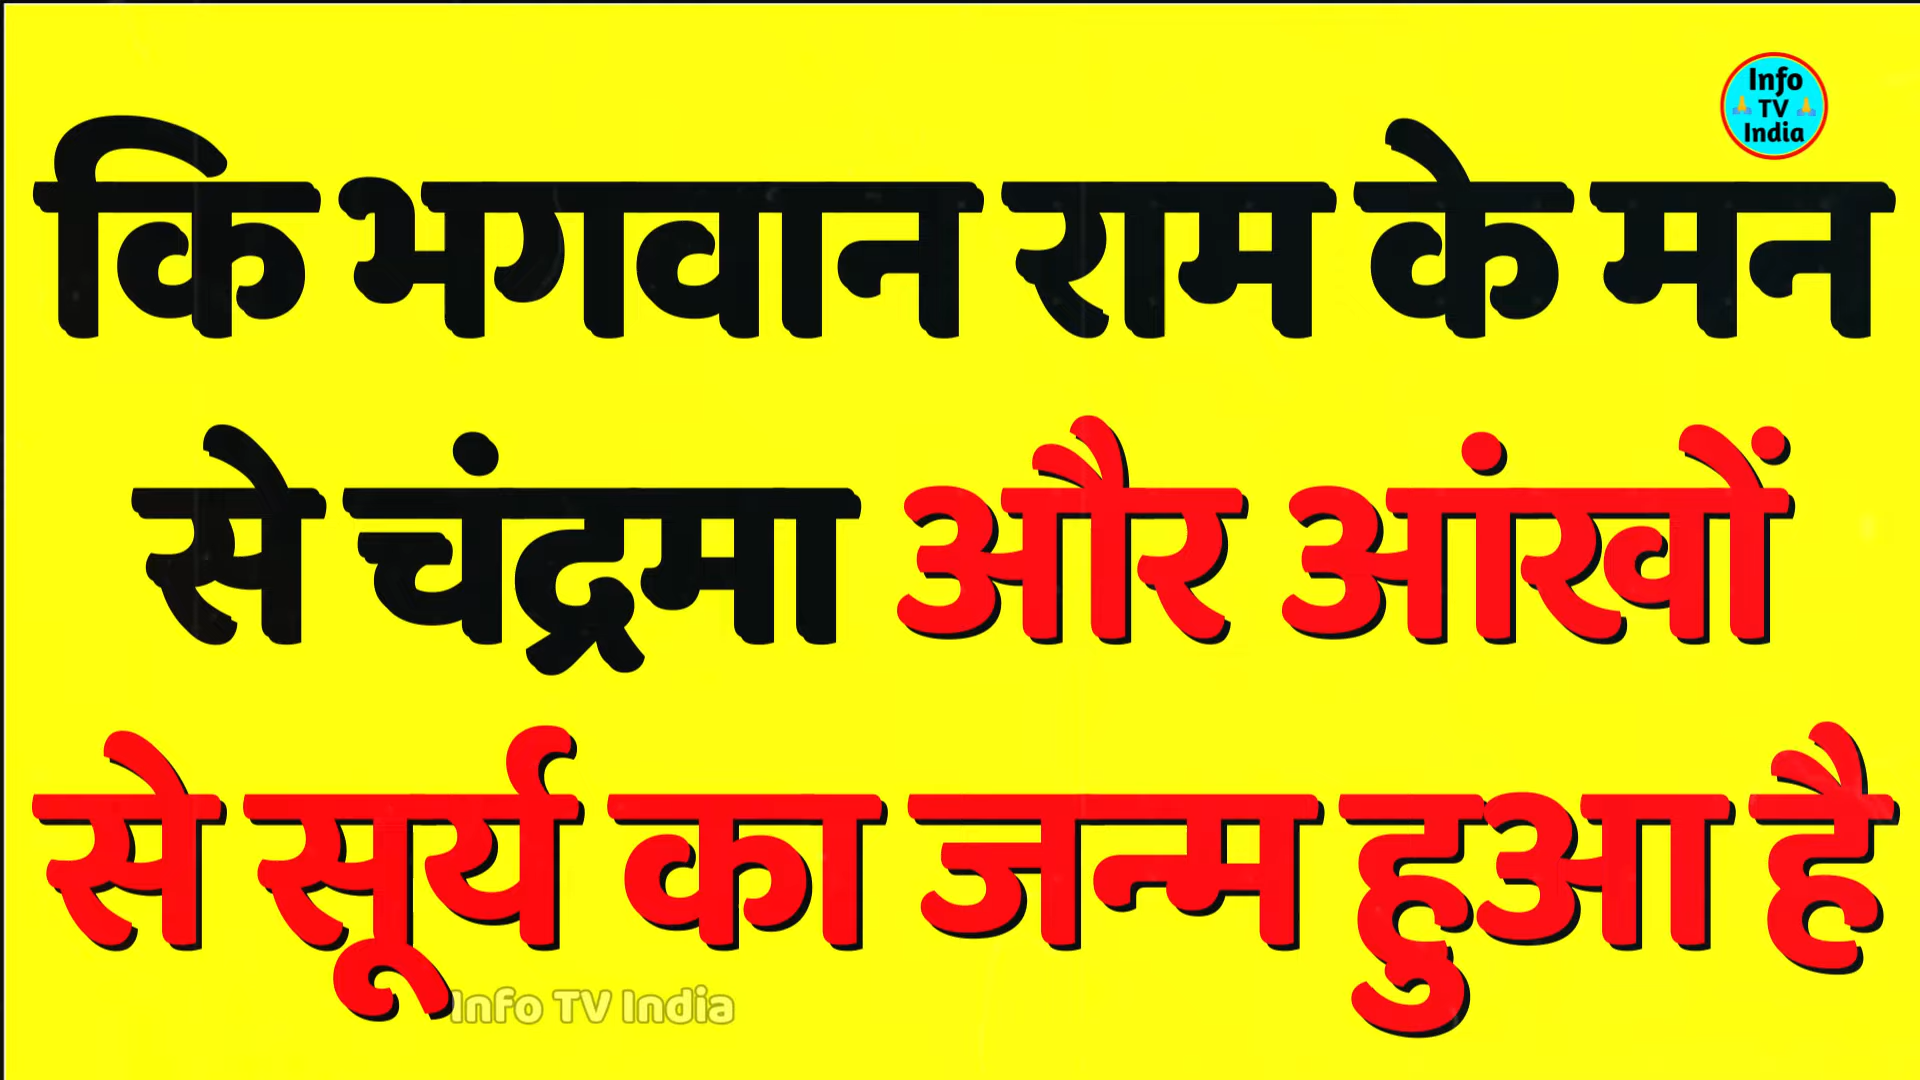 Info
TV
India
कि भगवान राम के मन
से चंद्रमा और आंखों
से सूर्य का जन्म हुआ है
Info TV India